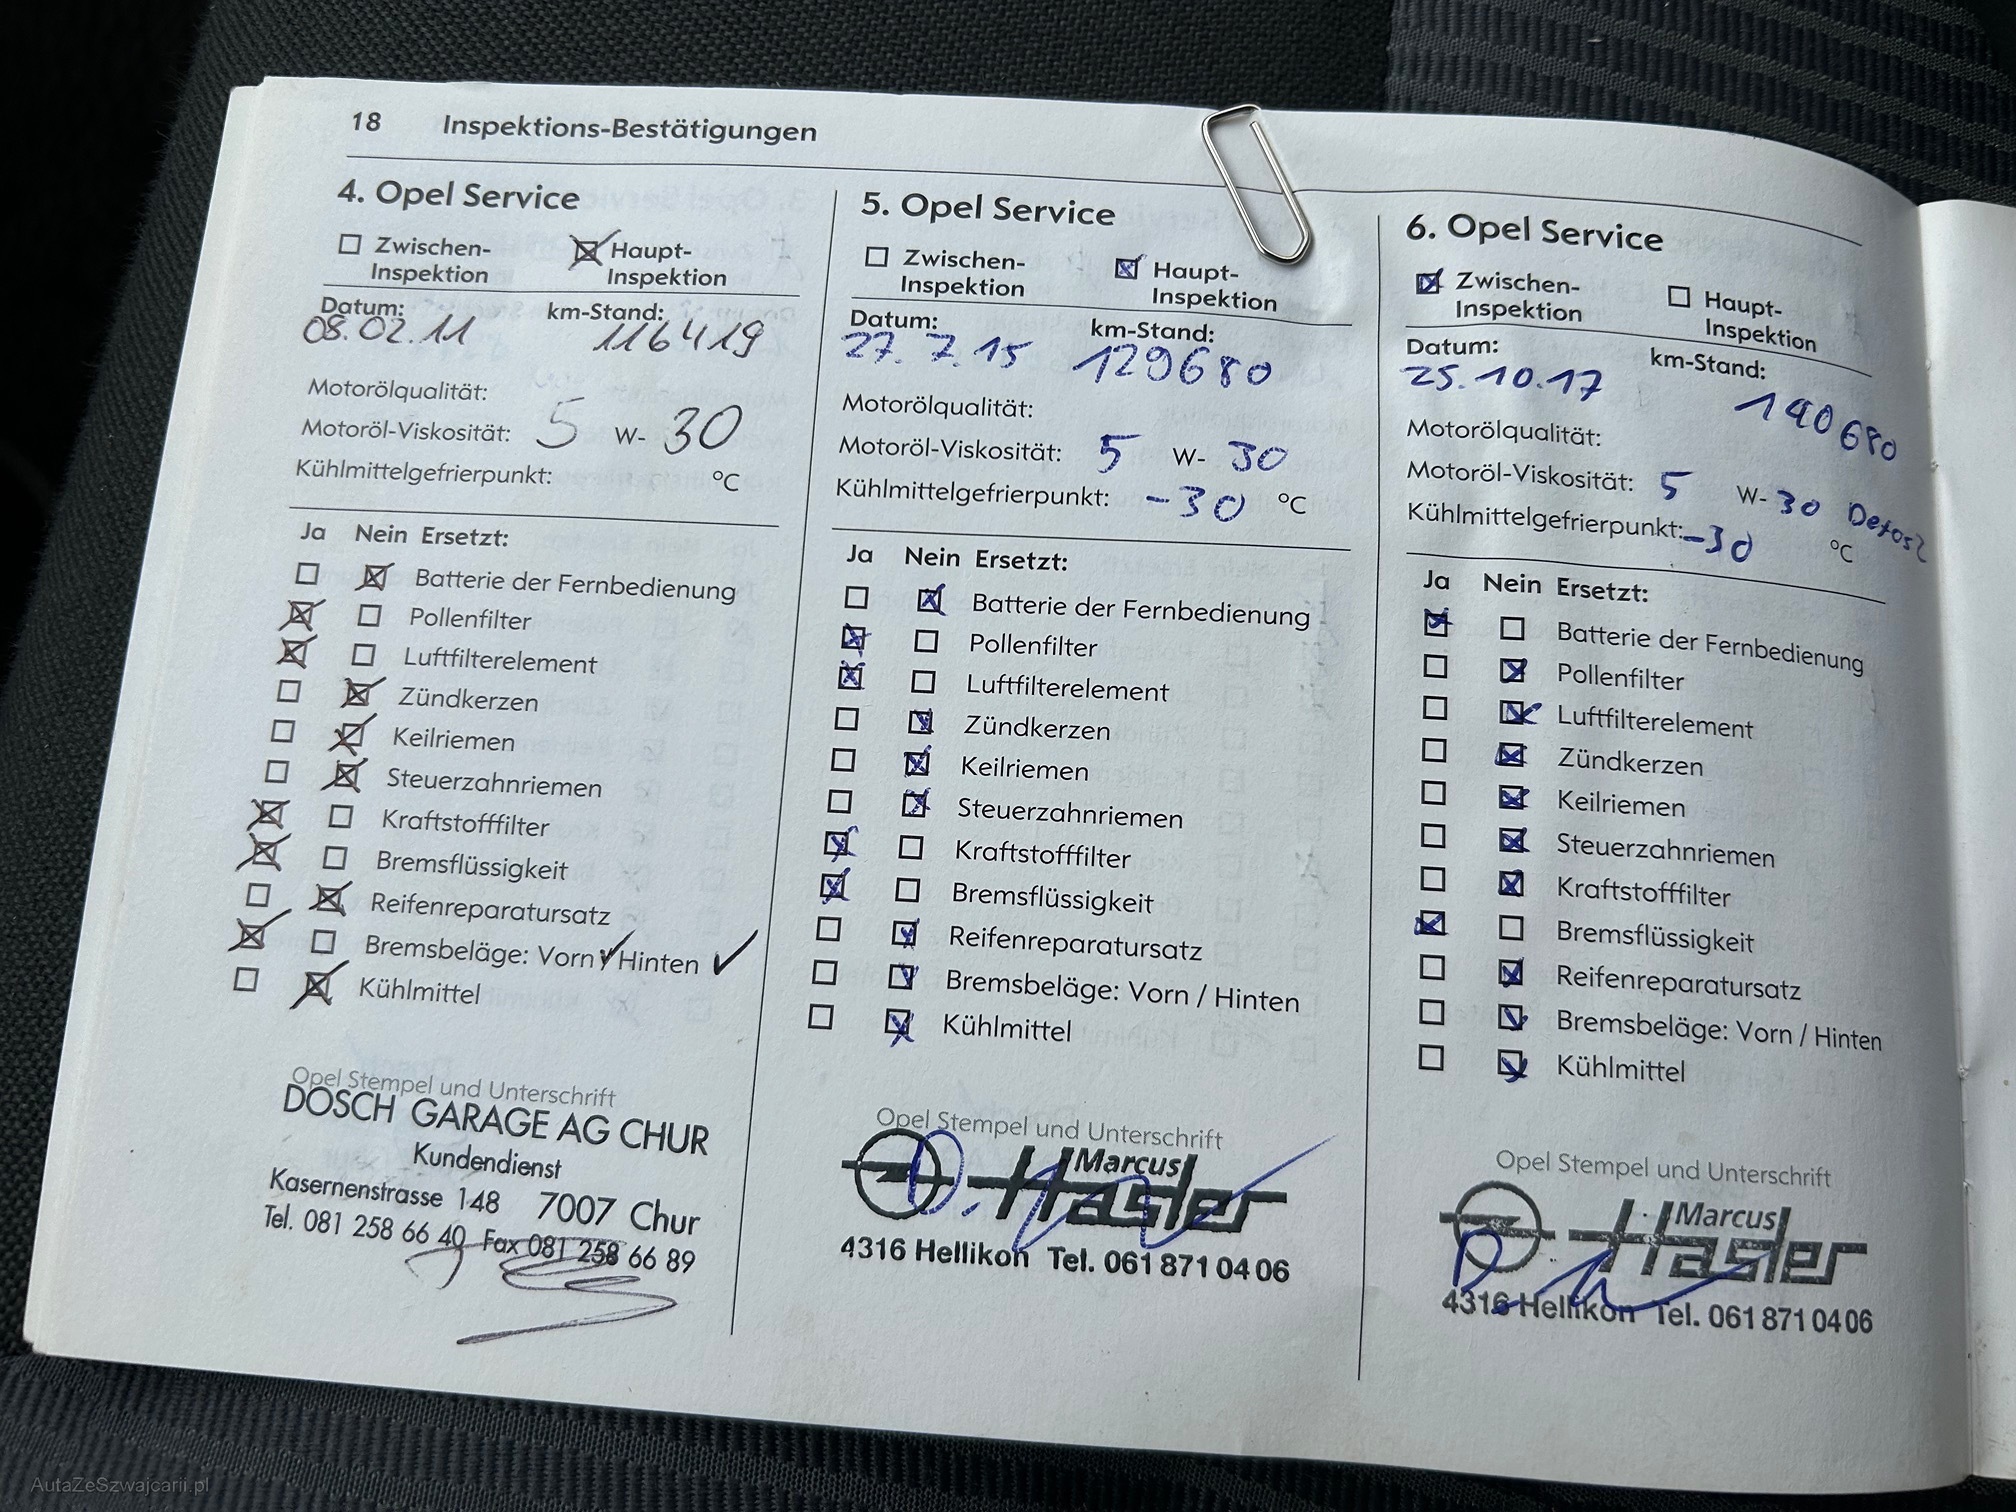 18 Inspektions-Bestätigungen
4. Opel Service
Zwischen-Inspektion
Haupt-Inspektion
Datum: km-Stand:
08.02.11 116419
Motorölqualität:
Motoröl-Viskosität: 5 W- 30
Kühlmittelgefrierpunkt: °C
Ja Nein Ersetzt:
Batterie der Fernbedienung
Pollenfilter
Luftfilterelement
Zündkerzen
Keilriemen
Steuerzahnriemen
Kraftstofffilter
Bremsflüssigkeit
Reifenreparatursatz
Bremsbeläge: Vorn / Hinten
Kühlmittel
Opel Stempel und Unterschrift
DOSCH GARAGE AG CHUR
Kundendienst
Kasernenstrasse 148 7007 Chur
Tel. 081 258 66 40 Fax 081 258 66 89
5. Opel Service
Zwischen-Inspektion
Haupt-Inspektion
Datum: km-Stand:
27.7.15 129680
Motorölqualität:
Motoröl-Viskosität: 5 W- 30
Kühlmittelgefrierpunkt: -30 °C
Ja Nein Ersetzt:
Batterie der Fernbedienung
Pollenfilter
Luftfilterelement
Zündkerzen
Keilriemen
Steuerzahnriemen
Kraftstofffilter
Bremsflüssigkeit
Reifenreparatursatz
Bremsbeläge: Vorn / Hinten
Kühlmittel
Opel Stempel und Unterschrift
Marcus
Hasler
4316 Hellikon Tel. 061 871 04 06
6. Opel Service
Zwischen-Inspektion
Haupt-Inspektion
Datum: km-Stand:
25.10.17 140680
Motorölqualität:
Motoröl-Viskosität: 5 W- 30
Kühlmittelgefrierpunkt: -30 °C
Ja Nein Ersetzt:
Batterie der Fernbedienung
Pollenfilter
Luftfilterelement
Zündkerzen
Keilriemen
Steuerzahnriemen
Kraftstofffilter
Bremsflüssigkeit
Reifenreparatursatz
Bremsbeläge: Vorn / Hinten
Kühlmittel
Opel Stempel und Unterschrift
Marcus
Hasler
4316 Hellikon Tel. 061 871 04 06
AutaZeSzwajcarii.pl